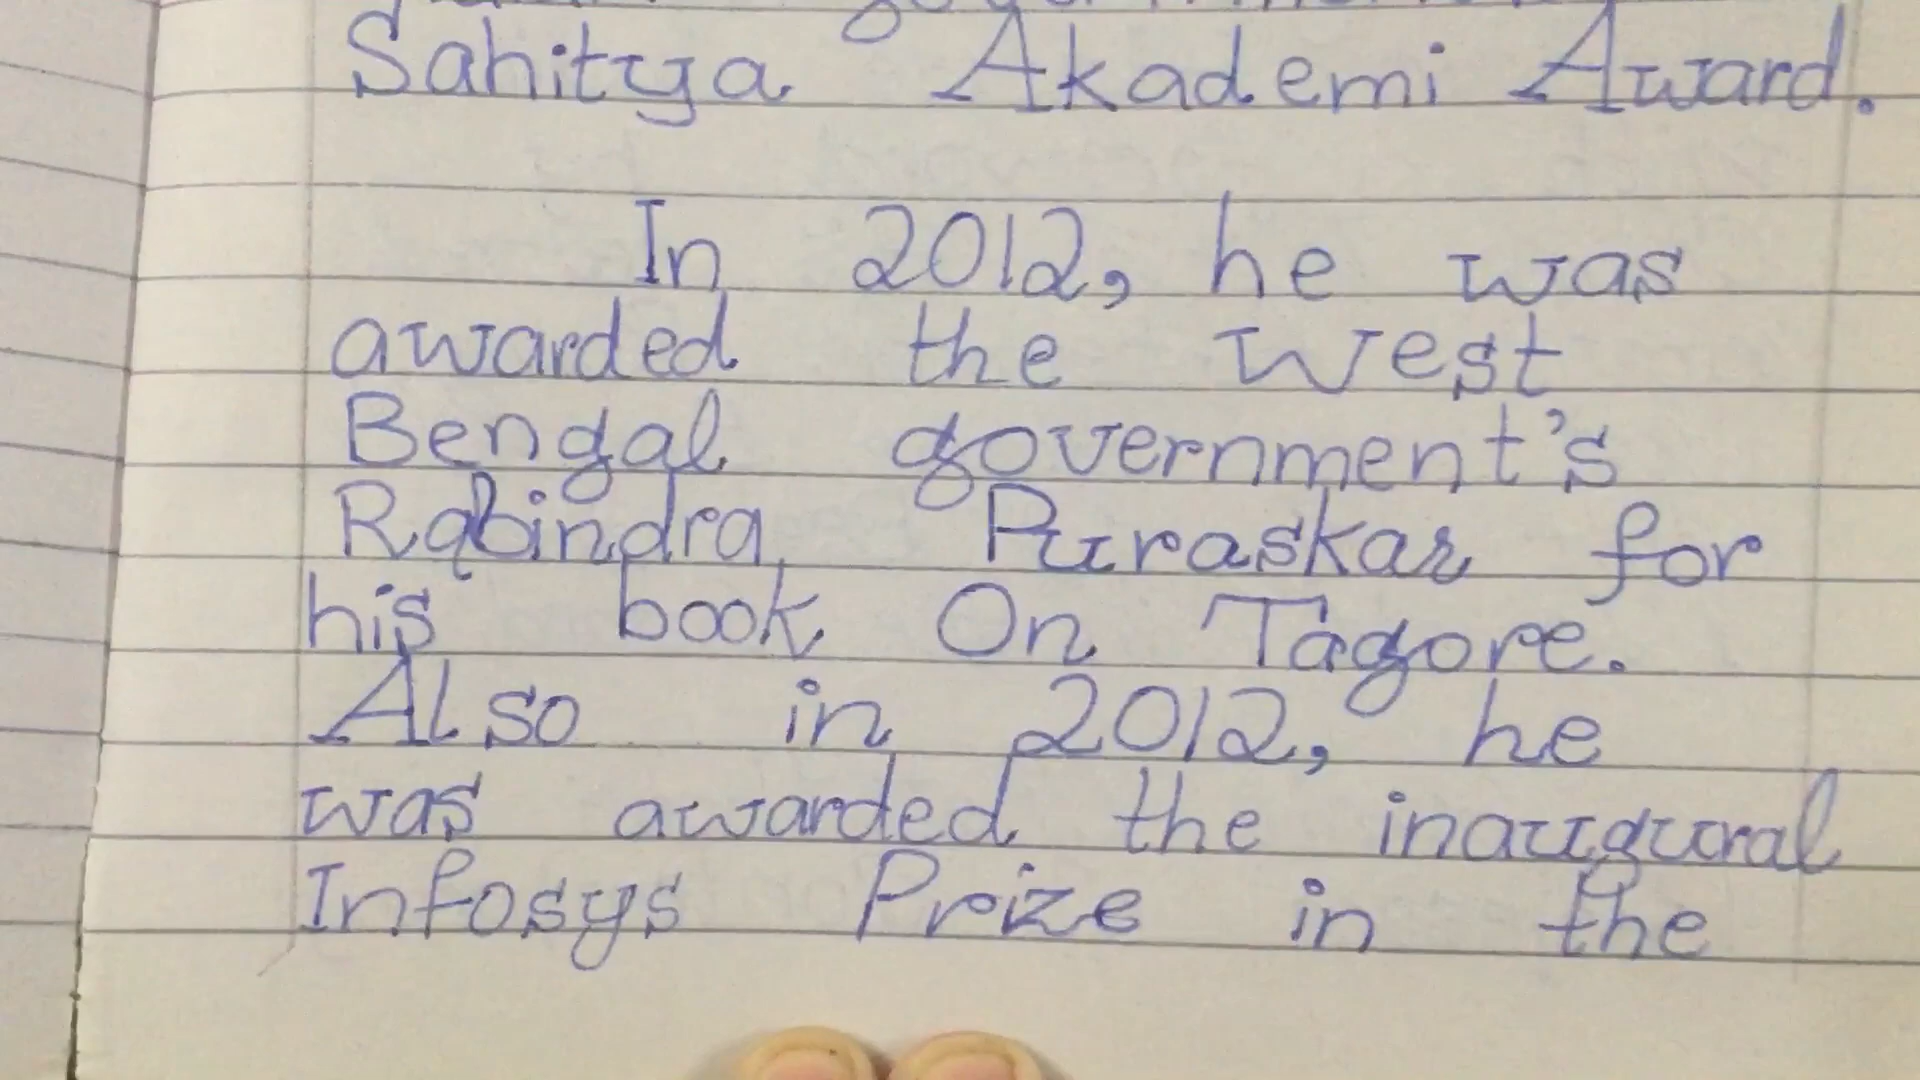 Sahitya Akademi Award.
In 2012, he was
awarded the West
Bengal government's
Rabindra Puraskar for
his book On Tagore.
Also in 2012, he
was awarded the inaugural
Infosys Prize in the